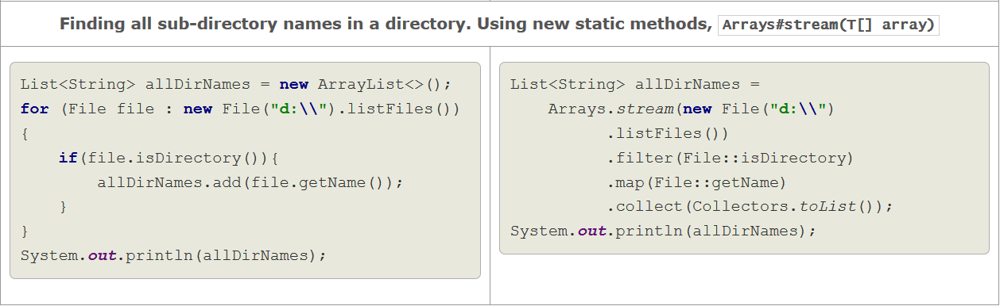 Finding all sub-directory names in a directory. Using new static methods, Arrays#stream(T[] array)
List<String> allDirNames = new ArrayList<>();
for (File file : new File("d:\\").listFiles())
{
    if(file.isDirectory()){
        allDirNames.add(file.getName());
    }
}
System.out.println(allDirNames);
List<String> allDirNames =
    Arrays.stream(new File("d:\\")
          .listFiles())
          .filter(File::isDirectory)
          .map(File::getName)
          .collect(Collectors.toList());
System.out.println(allDirNames);